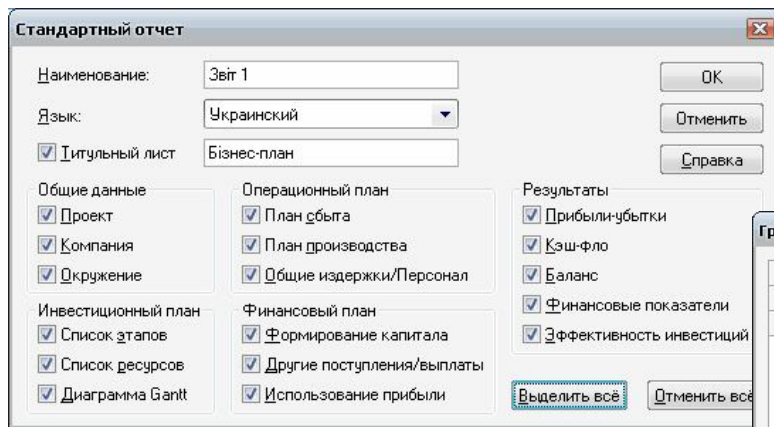 Стандартный отчет
Наименование: Звіт 1 OK
Язык: Украинский Отменить
Титульный лист Бізнес-план Справка
Общие данные Операционный план Результаты
Проект План сбыта Прибыли-убытки
Компания План производства Кэш-фло
Окружение Общие издержки/Персонал Баланс
Инвестиционный план Финансовый план Финансовые показатели
Список этапов Формирование капитала Эффективность инвестиций
Список ресурсов Другие поступления/выплаты
Диаграмма Gantt Использование прибыли Выделить всё Отменить всё
Гр